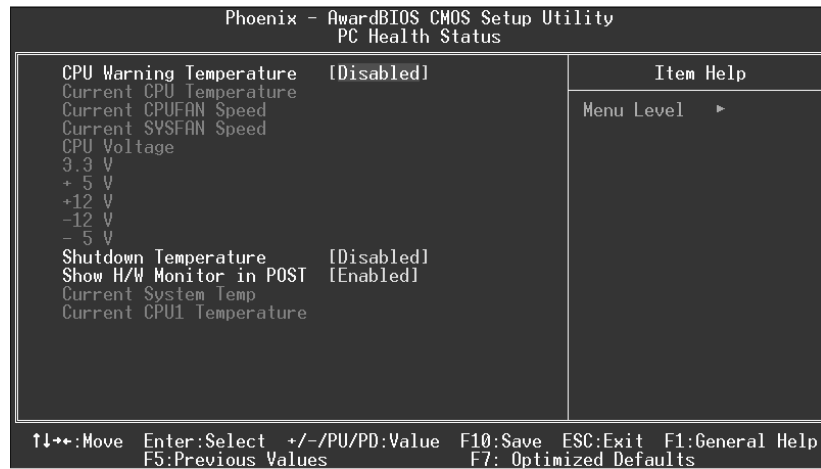 Phoenix - AwardBIOS CMOS Setup Utility
PC Health Status
CPU Warning Temperature [Disabled]
Current CPU Temperature
Current CPUFAN Speed
Current SYSFAN Speed
CPU Voltage
3.3 V
+ 5 V
+12 V
-12 V
- 5 V
Shutdown Temperature [Disabled]
Show H/W Monitor in POST [Enabled]
Current System Temp
Current CPU1 Temperature
Item Help
Menu Level ►
↑↓→←:Move Enter:Select +/-/PU/PD:Value F10:Save ESC:Exit F1:General Help
F5:Previous Values F7: Optimized Defaults